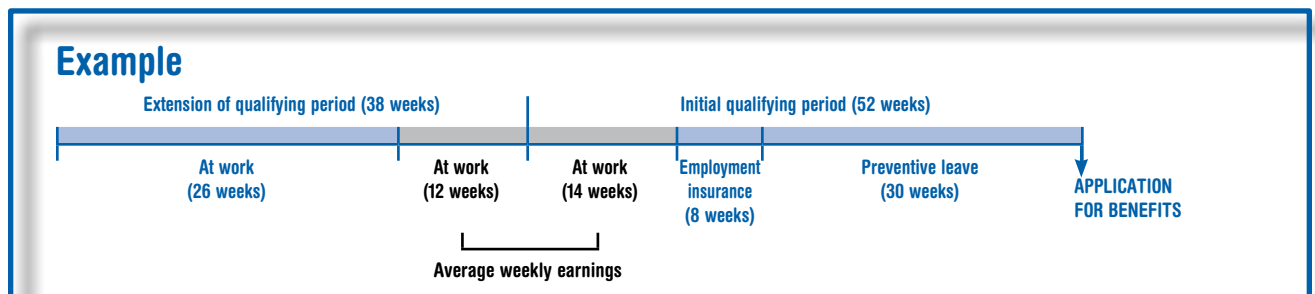 Example
Extension of qualifying period (38 weeks)
Initial qualifying period (52 weeks)
At work
(26 weeks)
At work
(12 weeks)
At work
(14 weeks)
Employment
insurance
(8 weeks)
Preventive leave
(30 weeks)
APPLICATION
FOR BENEFITS
Average weekly earnings